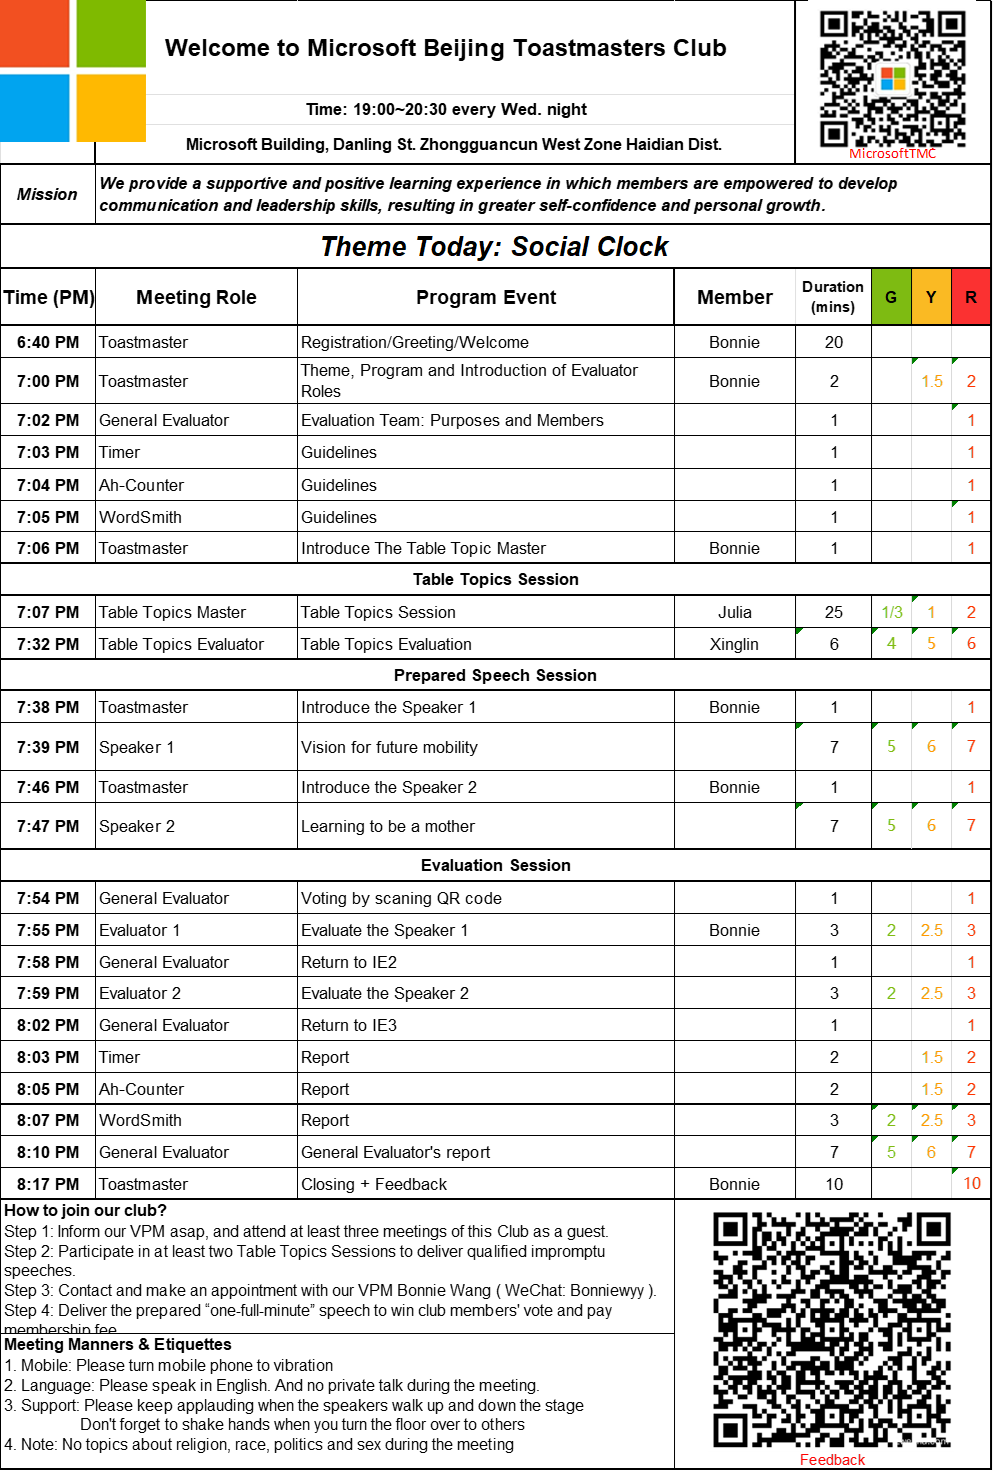 Welcome to Microsoft Beijing Toastmasters Club
Time: 19:00~20:30 every Wed. night
Microsoft Building, Danling St. Zhongguancun West Zone Haidian Dist.
MicrosoftTMC
Mission
We provide a supportive and positive learning experience in which members are empowered to develop
communication and leadership skills, resulting in greater self-confidence and personal growth.
Theme Today: Social Clock
Time (PM) Meeting Role Program Event Member Duration (mins) G Y R
6:40 PM Toastmaster Registration/Greeting/Welcome Bonnie 20
7:00 PM Toastmaster Theme, Program and Introduction of Evaluator Roles Bonnie 2 1.5 2
7:02 PM General Evaluator Evaluation Team: Purposes and Members 1 1
7:03 PM Timer Guidelines 1 1
7:04 PM Ah-Counter Guidelines 1 1
7:05 PM WordSmith Guidelines 1 1
7:06 PM Toastmaster Introduce The Table Topic Master Bonnie 1 1
Table Topics Session
7:07 PM Table Topics Master Table Topics Session Julia 25 1/3 1 2
7:32 PM Table Topics Evaluator Table Topics Evaluation Xinglin 6 4 5 6
Prepared Speech Session
7:38 PM Toastmaster Introduce the Speaker 1 Bonnie 1 1
7:39 PM Speaker 1 Vision for future mobility 7 5 6 7
7:46 PM Toastmaster Introduce the Speaker 2 Bonnie 1 1
7:47 PM Speaker 2 Learning to be a mother 7 5 6 7
Evaluation Session
7:54 PM General Evaluator Voting by scaning QR code 1 1
7:55 PM Evaluator 1 Evaluate the Speaker 1 Bonnie 3 2 2.5 3
7:58 PM General Evaluator Return to IE2 1 1
7:59 PM Evaluator 2 Evaluate the Speaker 2 3 2 2.5 3
8:02 PM General Evaluator Return to IE3 1 1
8:03 PM Timer Report 2 1.5 2
8:05 PM Ah-Counter Report 2 1.5 2
8:07 PM WordSmith Report 3 2 2.5 3
8:10 PM General Evaluator General Evaluator's report 7 5 6 7
8:17 PM Toastmaster Closing + Feedback Bonnie 10 10
How to join our club?
Step 1: Inform our VPM asap, and attend at least three meetings of this Club as a guest.
Step 2: Participate in at least two Table Topics Sessions to deliver qualified impromptu
speeches.
Step 3: Contact and make an appointment with our VPM Bonnie Wang ( WeChat: Bonniewyy ).
Step 4: Deliver the prepared “one-full-minute” speech to win club members' vote and pay
membership fee
Meeting Manners & Etiquettes
1. Mobile: Please turn mobile phone to vibration
2. Language: Please speak in English. And no private talk during the meeting.
3. Support: Please keep applauding when the speakers walk up and down the stage
Don't forget to shake hands when you turn the floor over to others
4. Note: No topics about religion, race, politics and sex during the meeting
Feedback